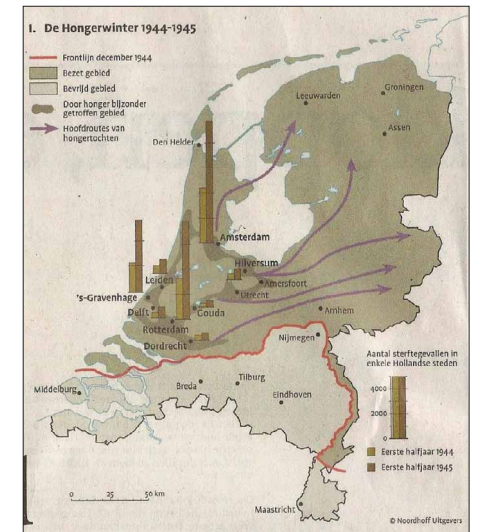 I. De Hongerwinter 1944-1945
Frontlijn december 1944
Bezet gebied
Bevrijd gebied
Door honger bijzonder
getroffen gebied
Hoofdroutes van
hongertochten
Leeuwarden
Groningen
Assen
Den Helder
Amsterdam
Hilversum
Amersfoort
Utrecht
Leiden
's-Gravenhage
Delft
Gouda
Rotterdam
Dordrecht
Arnhem
Nijmegen
Middelburg
Breda
Tilburg
Eindhoven
Maastricht
Aantal sterftegevallen in
enkele Hollandse steden
4000
2000
0
Eerste halfjaar 1944
Eerste halfjaar 1945
0 25 50 km
© Noordhoff Uitgevers